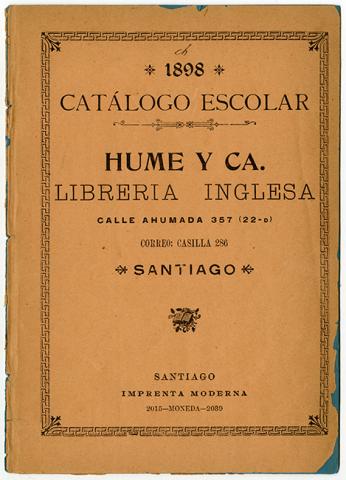 ch
1898
CATÁLOGO ESCOLAR
HUME Y CA.
LIBRERIA INGLESA
CALLE AHUMADA 357 (22-D)
CORREO: CASILLA 286
SANTIAGO
SANTIAGO
IMPRENTA MODERNA
2015—MONEDA—2039